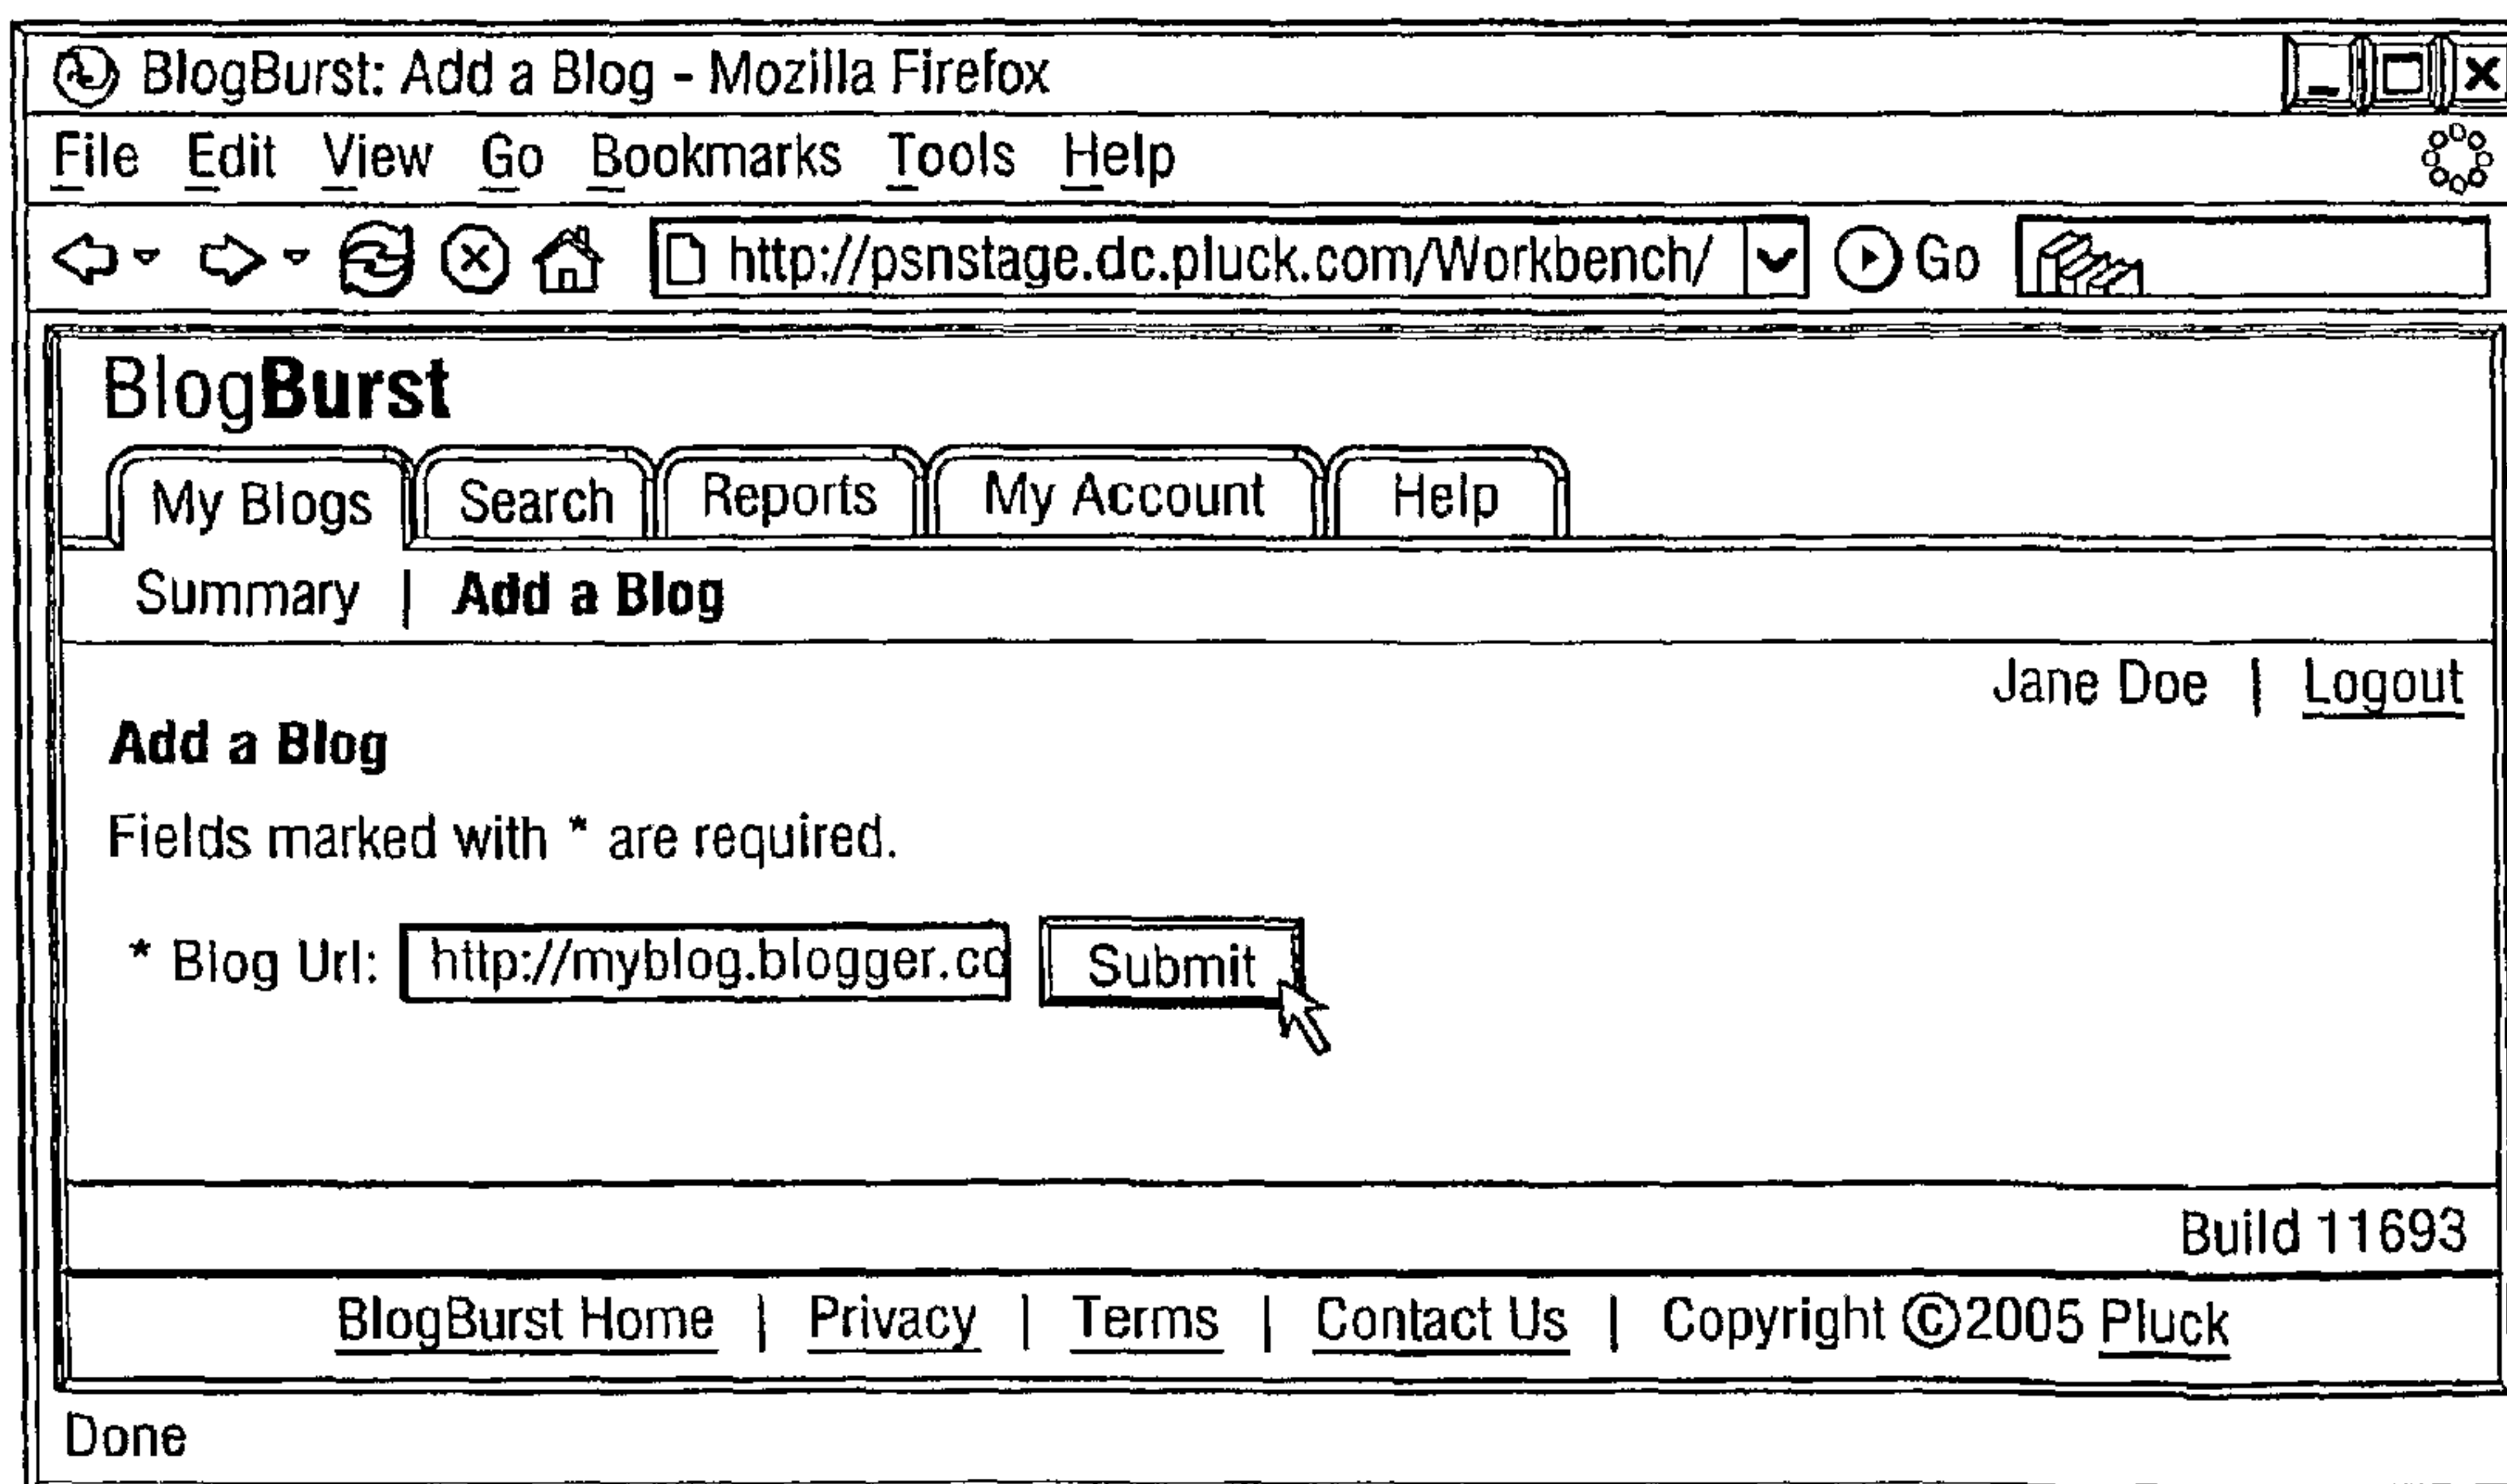 BlogBurst: Add a Blog - Mozilla Firefox
File Edit View Go Bookmarks Tools Help
http://psnstage.dc.pluck.com/Workbench/ Go
BlogBurst
My Blogs Search Reports My Account Help
Summary | Add a Blog
Jane Doe | Logout
Add a Blog
Fields marked with * are required.
* Blog Url: http://myblog.blogger.co Submit
Build 11693
BlogBurst Home | Privacy | Terms | Contact Us | Copyright ©2005 Pluck
Done